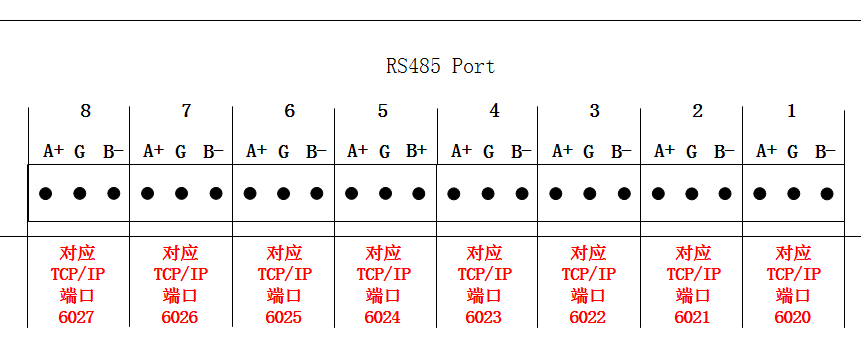 RS485 Port
8 7 6 5 4 3 2 1
A+ G B- A+ G B- A+ G B- A+ G B+ A+ G B- A+ G B- A+ G B- A+ G B-
对应 对应 对应 对应 对应 对应 对应 对应
TCP/IP TCP/IP TCP/IP TCP/IP TCP/IP TCP/IP TCP/IP TCP/IP
端口 端口 端口 端口 端口 端口 端口 端口
6027 6026 6025 6024 6023 6022 6021 6020